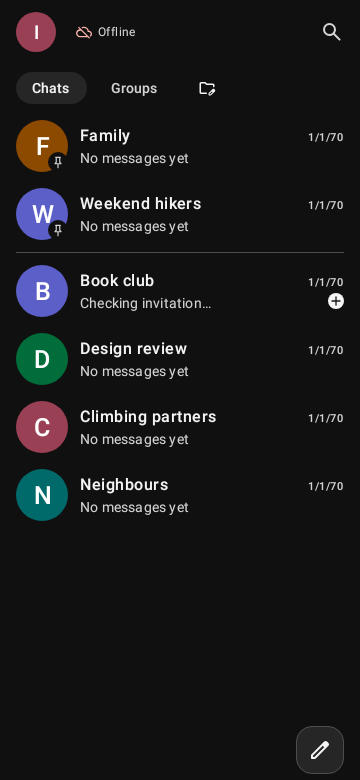 I
Offline
Chats
Groups
F
Family
1/1/70
No messages yet
W
Weekend hikers
1/1/70
No messages yet
B
Book club
1/1/70
Checking invitation…
D
Design review
1/1/70
No messages yet
C
Climbing partners
1/1/70
No messages yet
N
Neighbours
1/1/70
No messages yet